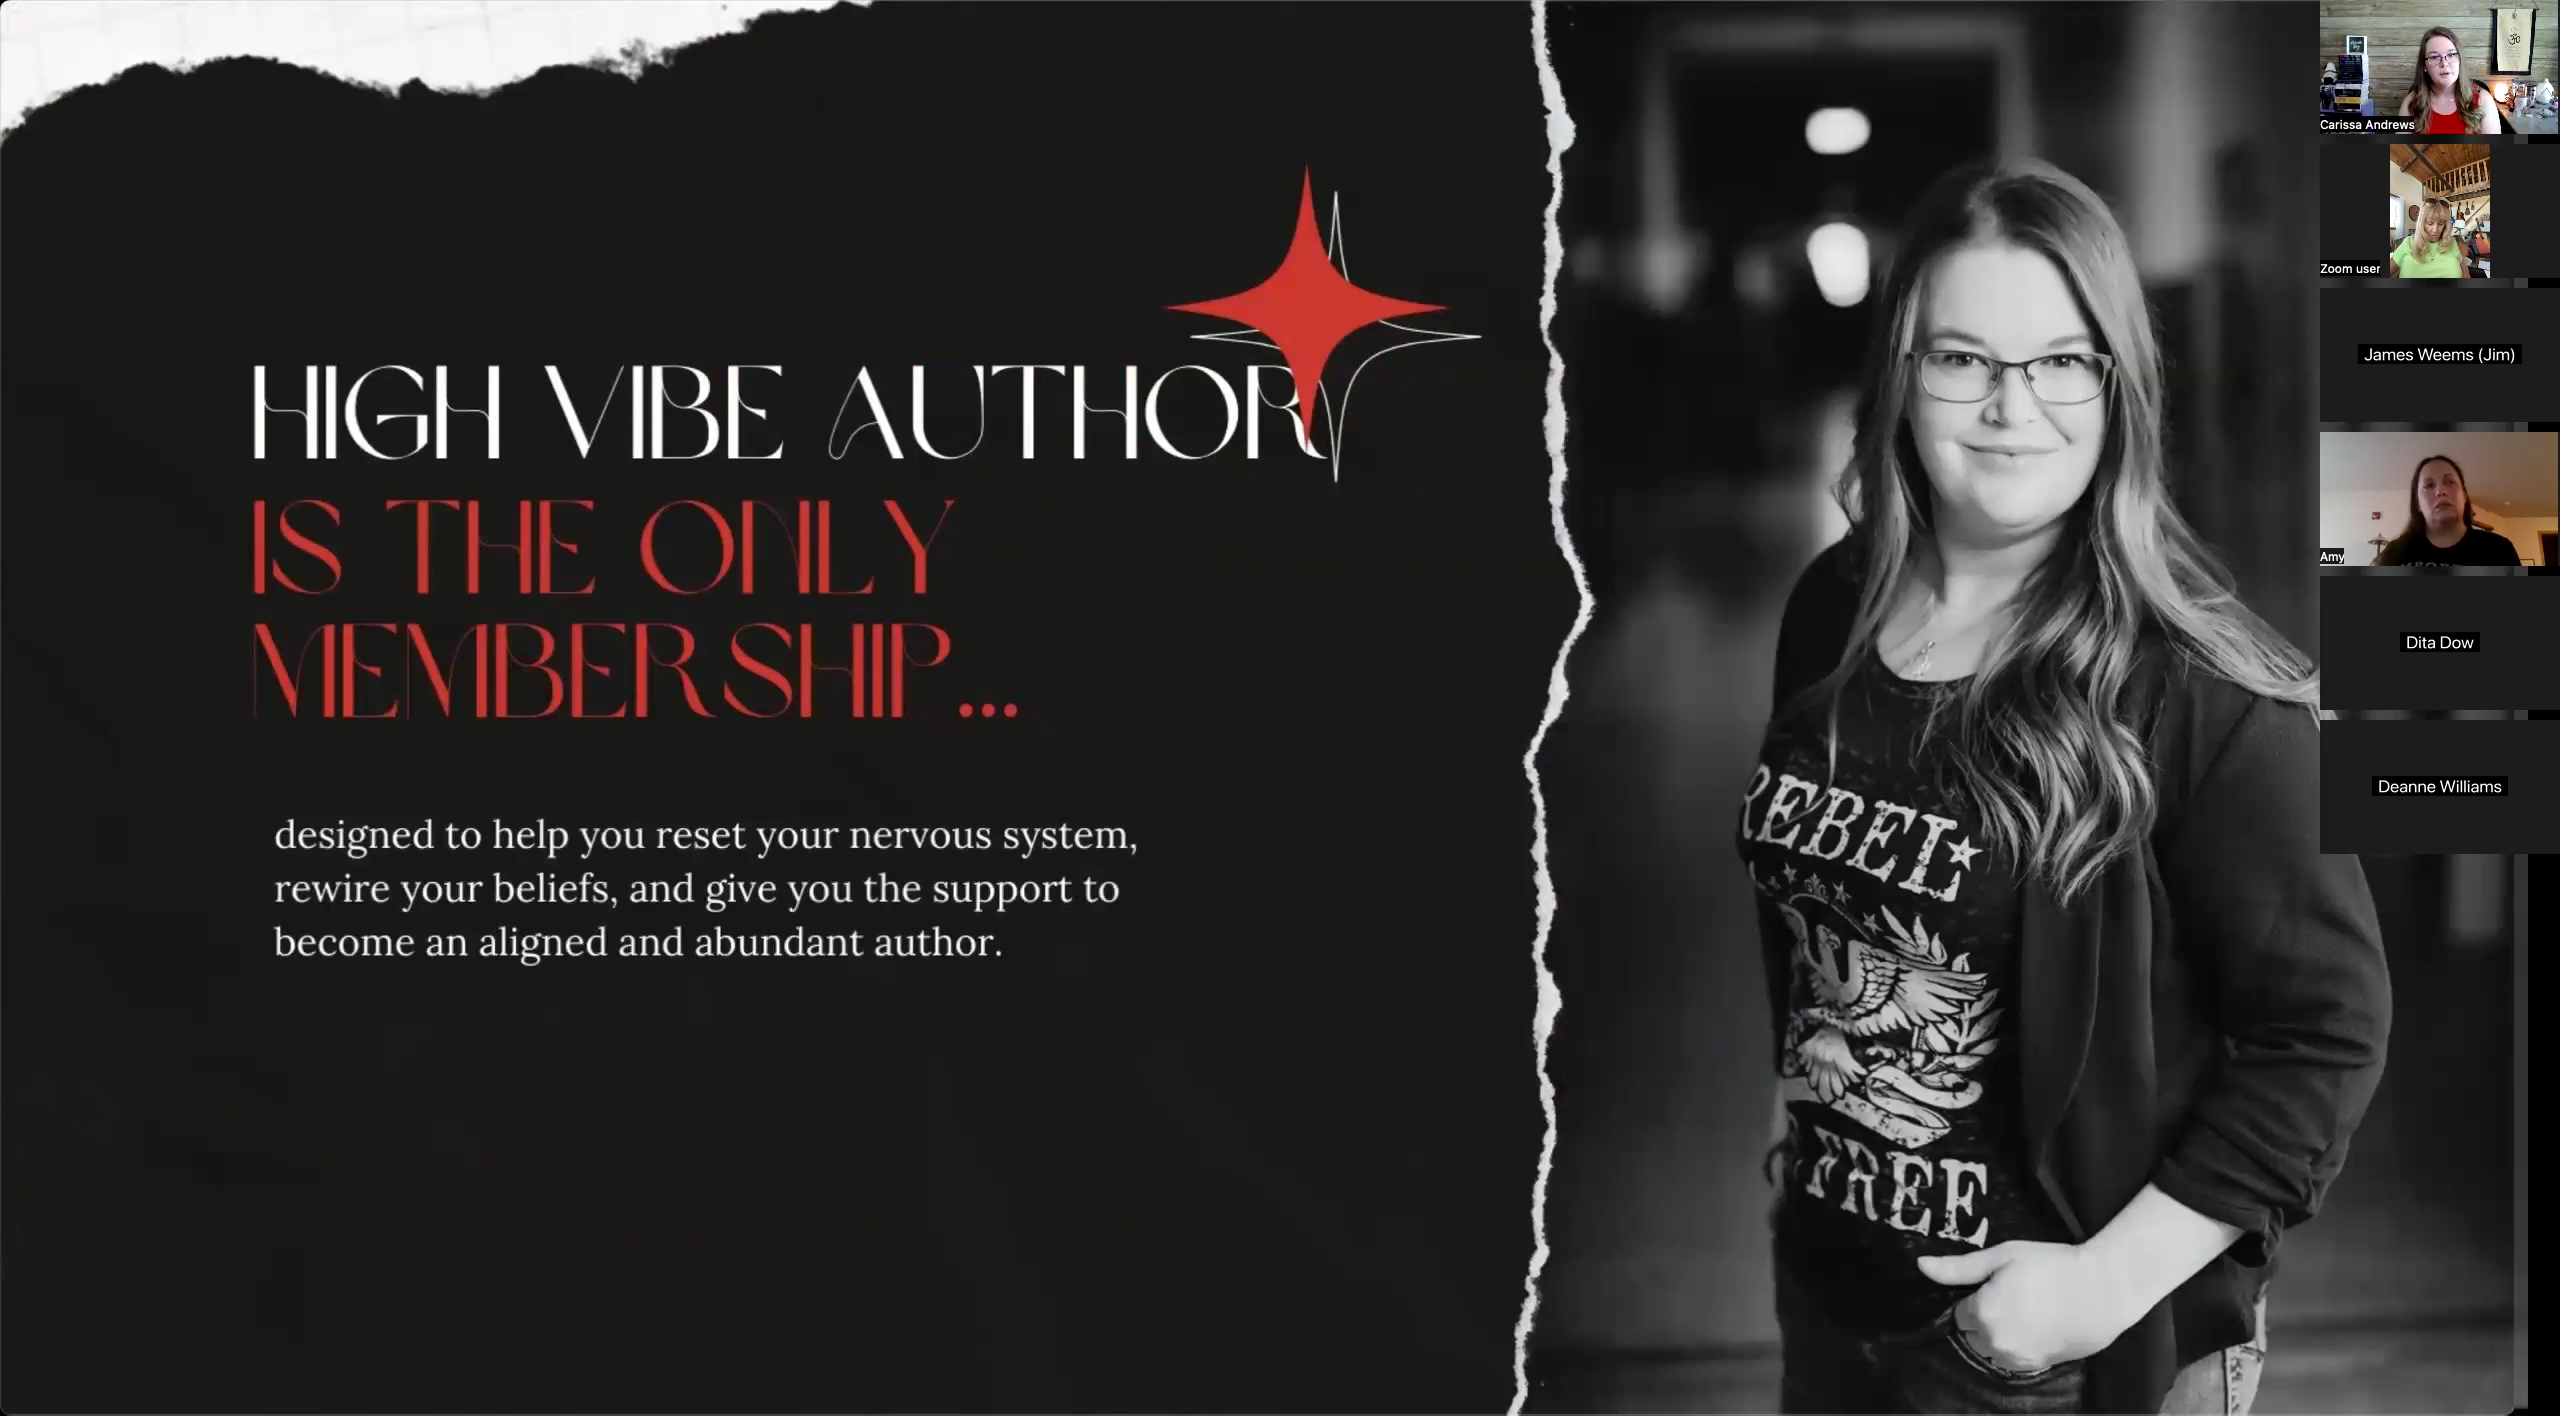 HIGH VIBE AUTHOR
IS THE ONLY
MEMBERSHIP...
designed to help you reset your nervous system,
rewire your beliefs, and give you the support to
become an aligned and abundant author.
REBEL
FREE
Carissa Andrews
Zoom user
James Weems (Jim)
Amy
Dita Dow
Deanne Williams